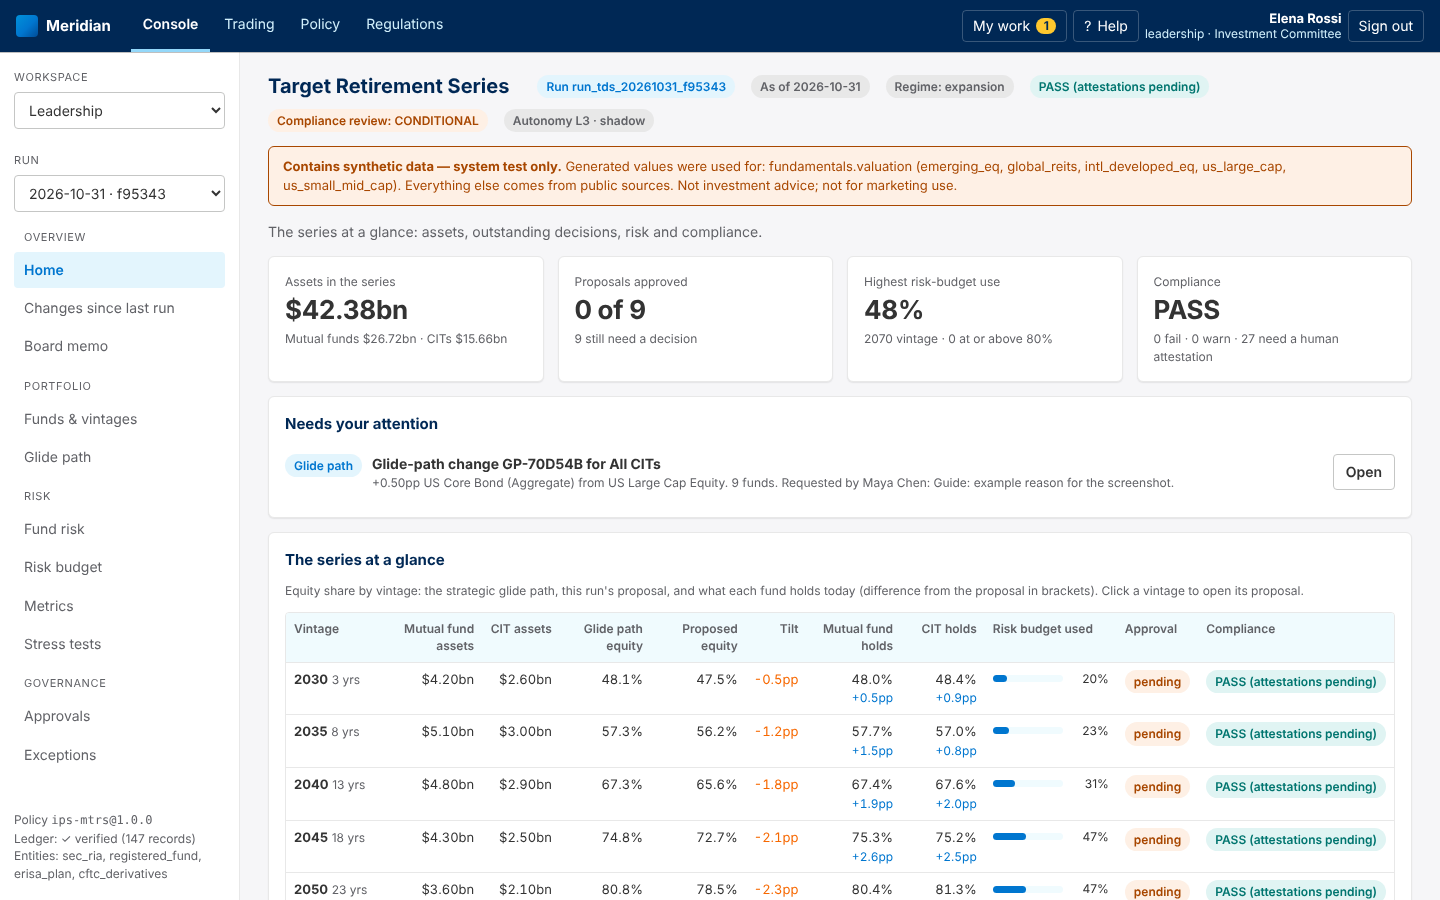 Meridian
Console
Trading
Policy
Regulations
My work 1
? Help
Elena Rossi
leadership · Investment Committee
Sign out
WORKSPACE
Leadership
RUN
2026-10-31 · f95343
OVERVIEW
Home
Changes since last run
Board memo
PORTFOLIO
Funds & vintages
Glide path
RISK
Fund risk
Risk budget
Metrics
Stress tests
GOVERNANCE
Approvals
Exceptions
Policy ips-mtrs@1.0.0
Ledger: ✓ verified (147 records)
Entities: sec_ria, registered_fund,
erisa_plan, cftc_derivatives
Target Retirement Series
Run run_tds_20261031_f95343
As of 2026-10-31
Regime: expansion
PASS (attestations pending)
Compliance review: CONDITIONAL
Autonomy L3 · shadow
Contains synthetic data — system test only. Generated values were used for: fundamentals.valuation (emerging_eq, global_reits, intl_developed_eq, us_large_cap,
us_small_mid_cap). Everything else comes from public sources. Not investment advice; not for marketing use.
The series at a glance: assets, outstanding decisions, risk and compliance.
Assets in the series
$42.38bn
Mutual funds $26.72bn · CITs $15.66bn
Proposals approved
0 of 9
9 still need a decision
Highest risk-budget use
48%
2070 vintage · 0 at or above 80%
Compliance
PASS
0 fail · 0 warn · 27 need a human
attestation
Needs your attention
Glide path
Glide-path change GP-70D54B for All CITs
+0.50pp US Core Bond (Aggregate) from US Large Cap Equity. 9 funds. Requested by Maya Chen: Guide: example reason for the screenshot.
Open
The series at a glance
Equity share by vintage: the strategic glide path, this run's proposal, and what each fund holds today (difference from the proposal in brackets). Click a vintage to open its proposal.
Vintage Mutual fund assets CIT assets Glide path equity Proposed equity Tilt Mutual fund holds CIT holds Risk budget used Approval Compliance
2030 3 yrs $4.20bn $2.60bn 48.1% 47.5% -0.5pp 48.0% 48.4% 20% pending PASS (attestations pending)
+0.5pp +0.9pp
2035 8 yrs $5.10bn $3.00bn 57.3% 56.2% -1.2pp 57.7% 57.0% 23% pending PASS (attestations pending)
+1.5pp +0.8pp
2040 13 yrs $4.80bn $2.90bn 67.3% 65.6% -1.8pp 67.4% 67.6% 31% pending PASS (attestations pending)
+1.9pp +2.0pp
2045 18 yrs $4.30bn $2.50bn 74.8% 72.7% -2.1pp 75.3% 75.2% 47% pending PASS (attestations pending)
+2.6pp +2.5pp
2050 23 yrs $3.60bn $2.10bn 80.8% 78.5% -2.3pp 80.4% 81.3% 47% pending PASS (attestations pending)